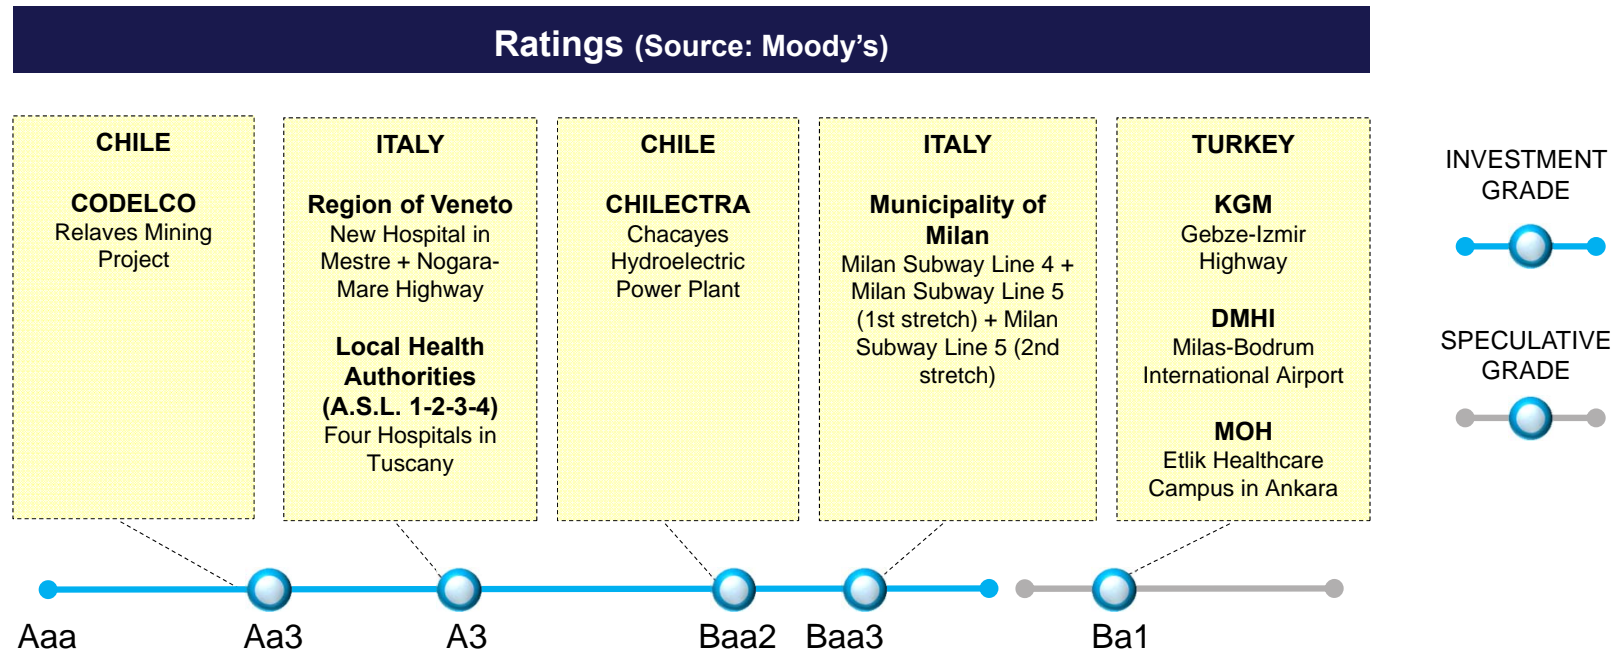 Ratings (Source: Moody's)
CHILE
CODELCO
Relaves Mining
Project
ITALY
Region of Veneto
New Hospital in
Mestre + Nogara-
Mare Highway
Local Health
Authorities
(A.S.L. 1-2-3-4)
Four Hospitals in
Tuscany
CHILE
CHILECTRA
Chacayes
Hydroelectric
Power Plant
ITALY
Municipality of
Milan
Milan Subway Line 4 +
Milan Subway Line 5
(1st stretch) + Milan
Subway Line 5 (2nd
stretch)
TURKEY
KGM
Gebze-Izmir
Highway
DMHI
Milas-Bodrum
International Airport
MOH
Etlik Healthcare
Campus in Ankara
INVESTMENT
GRADE
SPECULATIVE
GRADE
Aaa
Aa3
A3
Baa2
Baa3
Ba1